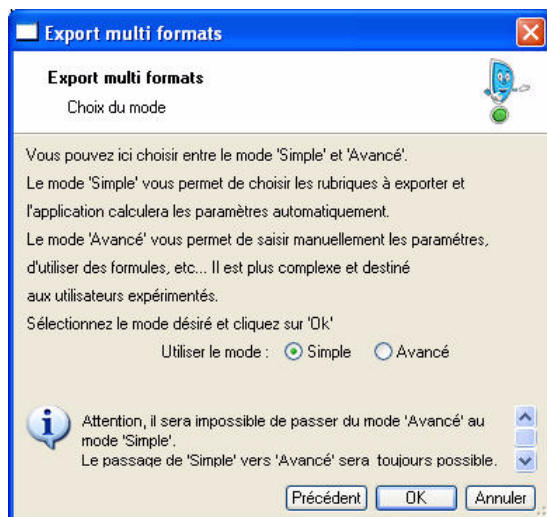 Export multi formats
Export multi formats
Choix du mode
Vous pouvez ici choisir entre le mode 'Simple' et 'Avancé'.
Le mode 'Simple' vous permet de choisir les rubriques à exporter et
l'application calculera les paramètres automatiquement.
Le mode 'Avancé' vous permet de saisir manuellement les paramétres,
d'utiliser des formules, etc... Il est plus complexe et destiné
aux utilisateurs expérimentés.
Sélectionnez le mode désiré et cliquez sur 'Ok'
Utiliser le mode : Simple Avancé
Attention, il sera impossible de passer du mode 'Avancé' au
mode 'Simple'.
Le passage de 'Simple' vers 'Avancé' sera toujours possible.
Précédent OK Annuler